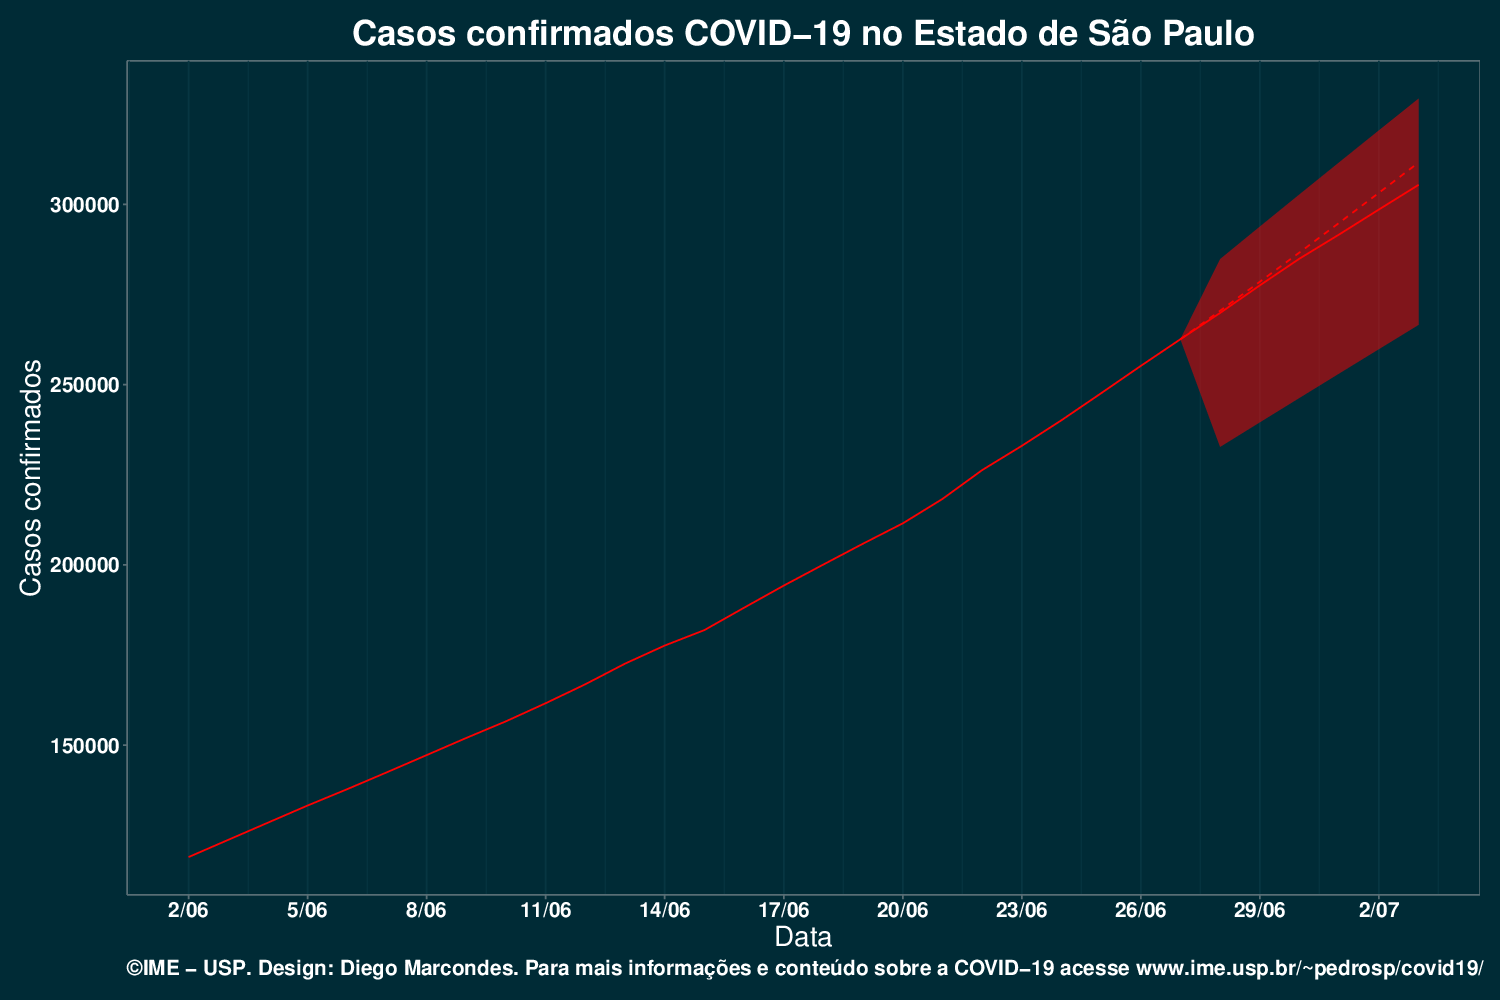 Casos confirmados COVID–19 no Estado de São Paulo
Casos confirmados
300000
250000
200000
150000
2/06 5/06 8/06 11/06 14/06 17/06 20/06 23/06 26/06 29/06 2/07
Data
©IME – USP. Design: Diego Marcondes. Para mais informações e conteúdo sobre a COVID–19 acesse www.ime.usp.br/~pedrosp/covid19/